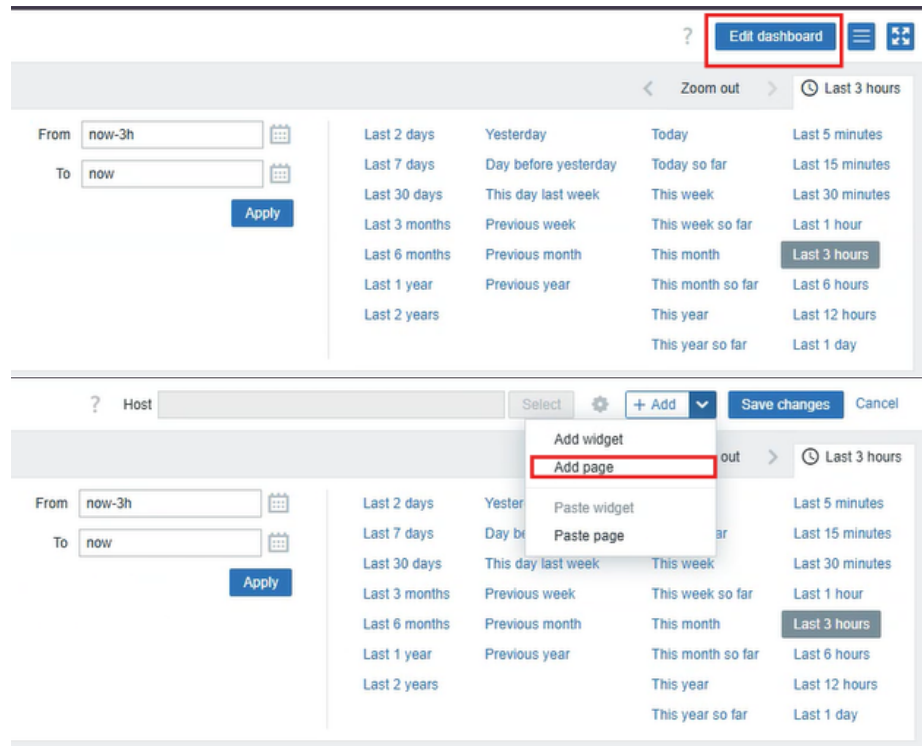 ? Edit dashboard
Zoom out Last 3 hours
From now-3h Last 2 days Yesterday Today Last 5 minutes
To now Last 7 days Day before yesterday Today so far Last 15 minutes
Last 30 days This day last week This week Last 30 minutes
Apply Last 3 months Previous week This week so far Last 1 hour
Last 6 months Previous month This month Last 3 hours
Last 1 year Previous year This month so far Last 6 hours
Last 2 years This year Last 12 hours
This year so far Last 1 day
? Host Select + Add Save changes Cancel
Add widget
out Last 3 hours
Add page
From now-3h Last 2 days Yester Paste widget Last 5 minutes
To now Last 7 days Day be Paste page ar Last 15 minutes
Last 30 days This day last week This week Last 30 minutes
Apply Last 3 months Previous week This week so far Last 1 hour
Last 6 months Previous month This month Last 3 hours
Last 1 year Previous year This month so far Last 6 hours
Last 2 years This year Last 12 hours
This year so far Last 1 day